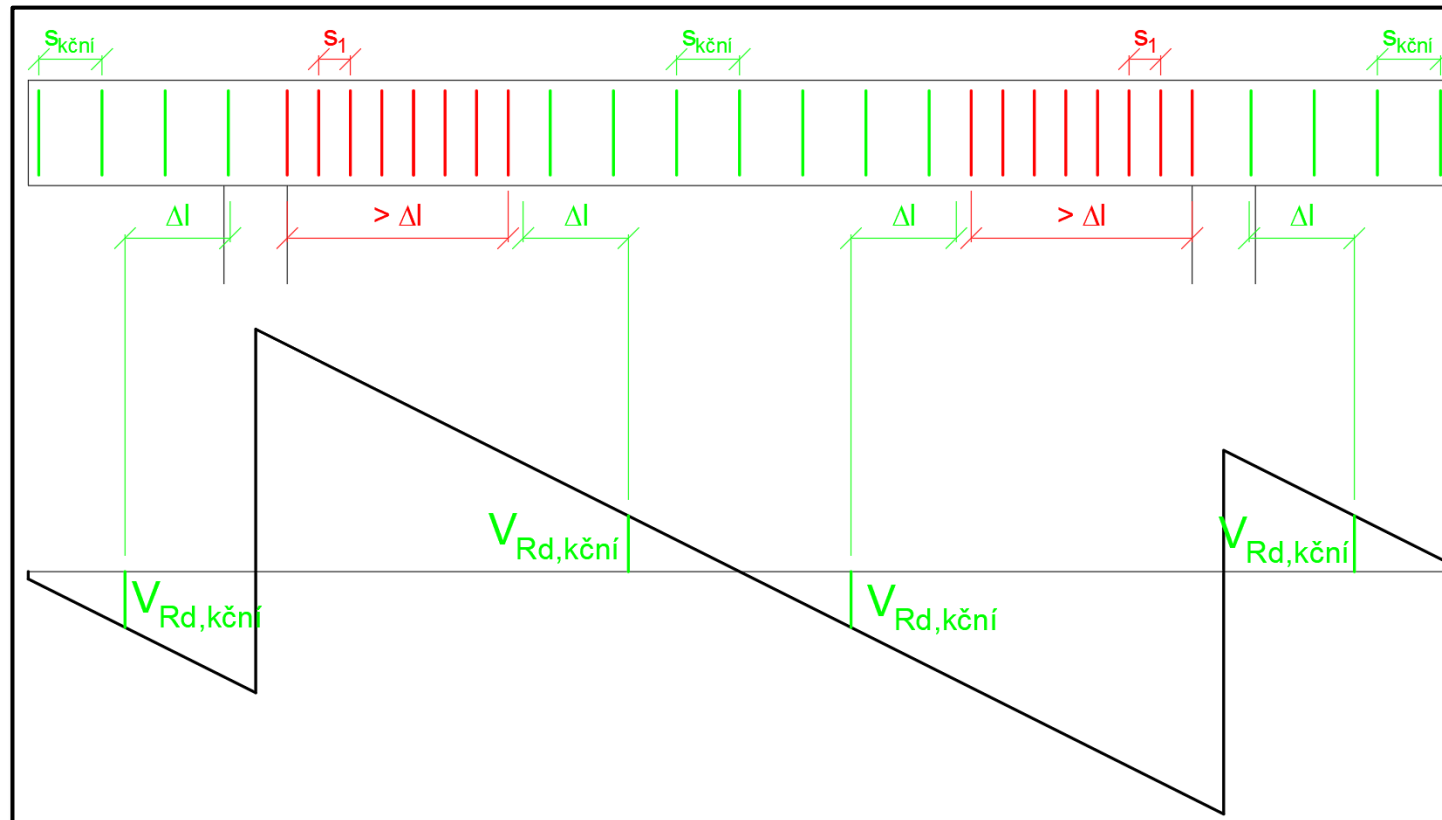 skční s1 skční s1 skční
Δl > Δl Δl Δl > Δl Δl
VRd,kční VRd,kční
VRd,kční VRd,kční